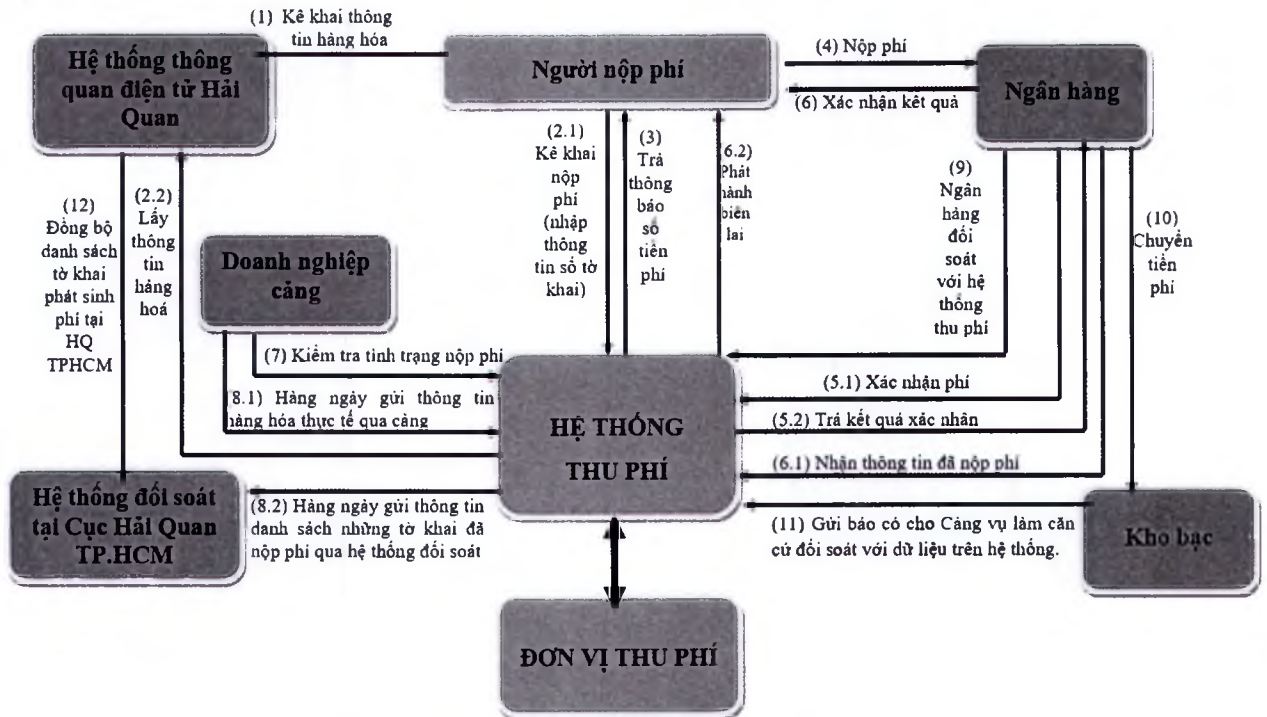 (1) Kê khai thông
tin hàng hóa
Hệ thống thông
quan điện tử Hải
Quan
Người nộp phí
(4) Nộp phí
(6) Xác nhận kết quả
Ngân hàng
(12)
Đồng bộ
danh sách
tờ khai
phát sinh
phí tại
HQ
TPHCM
(2.2)
Lấy
thông
tin
hàng
hoá
(2.1)
Kê khai
nộp
phí
(nhập
thông
tin số tờ
khai)
(3)
Trả
thông
báo
số
tiền
phí
(6.2)
Phát
hành
biên
lai
(9)
Ngân
hàng
đối
soát
với hệ
thống
thu phí
(10)
Chuyển
tiền
phí
Doanh nghiệp
cảng
(7) Kiểm tra tình trạng nộp phí
(8.1) Hàng ngày gửi thông tin
hàng hóa thực tế qua cảng
HỆ THỐNG
THU PHÍ
(5.1) Xác nhận phí
(5.2) Trả kết quả xác nhân
(6.1) Nhận thông tin đã nộp phí
Hệ thống đối soát
tại Cục Hải Quan
TP.HCM
(8.2) Hàng ngày gửi thông tin
danh sách những tờ khai đã
nộp phí qua hệ thống đối soát
(11) Gửi báo có cho Cảng vụ làm căn
cứ đối soát với dữ liệu trên hệ thống.
Kho bạc
ĐƠN VỊ THU PHÍ